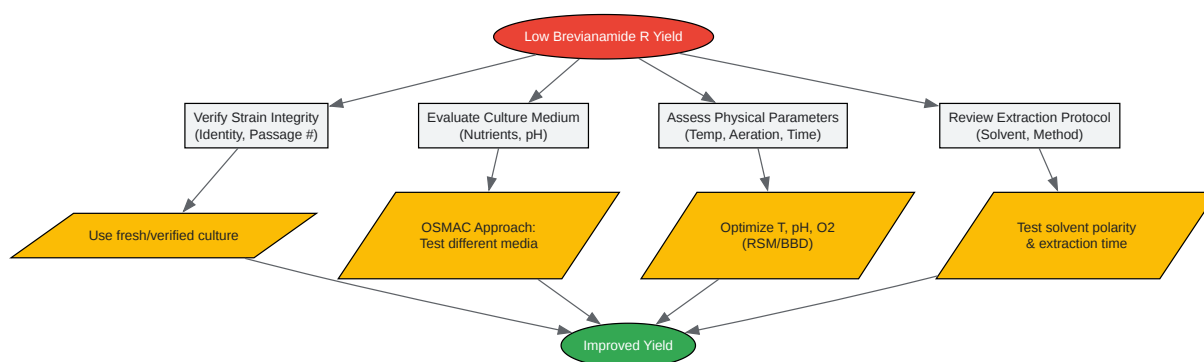 Low Brevianamide R Yield
Verify Strain Integrity
(Identity, Passage #)
Evaluate Culture Medium
(Nutrients, pH)
Assess Physical Parameters
(Temp, Aeration, Time)
Review Extraction Protocol
(Solvent, Method)
Use fresh/verified culture
OSMAC Approach:
Test different media
Optimize T, pH, O2
(RSM/BBD)
Test solvent polarity
& extraction time
Improved Yield